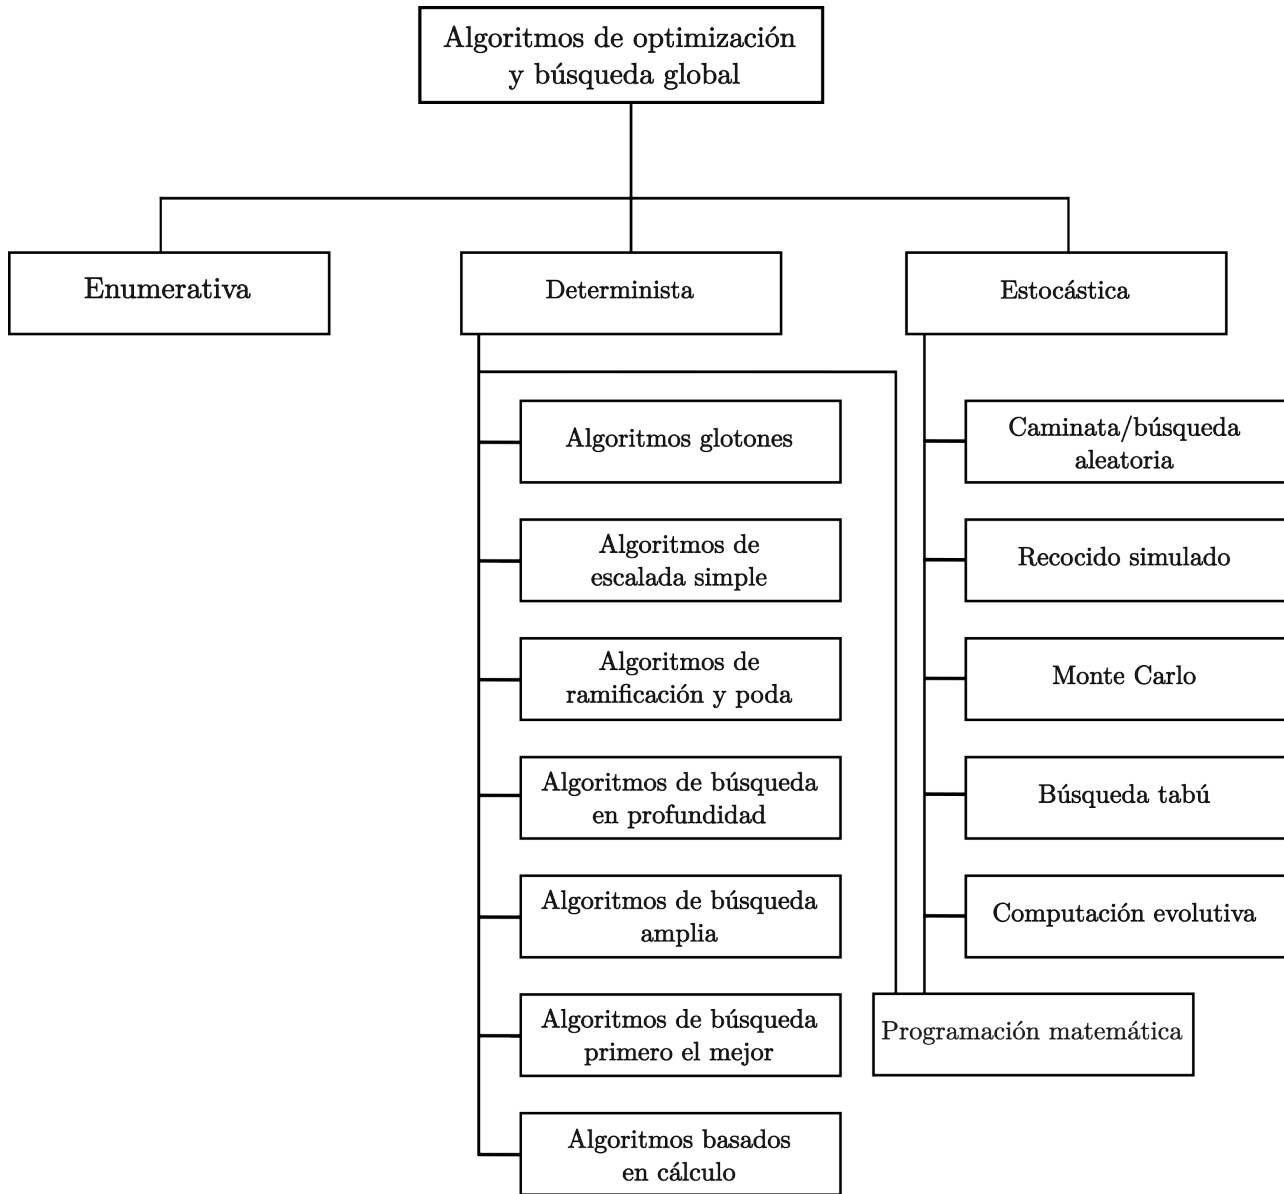 Algoritmos de optimización
y búsqueda global
Enumerativa
Determinista
Estocástica
Algoritmos glotones
Algoritmos de
escalada simple
Algoritmos de
ramificación y poda
Algoritmos de búsqueda
en profundidad
Algoritmos de búsqueda
amplia
Algoritmos de búsqueda
primero el mejor
Algoritmos basados
en cálculo
Caminata/búsqueda
aleatoria
Recocido simulado
Monte Carlo
Búsqueda tabú
Computación evolutiva
Programación matemática